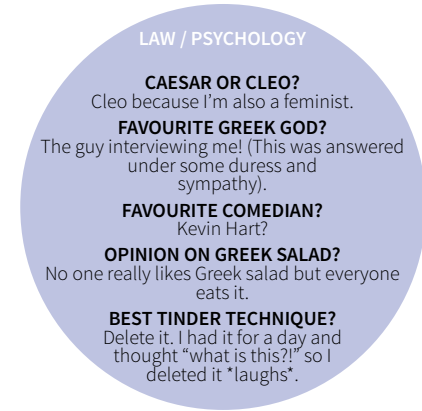 LAW / PSYCHOLOGY
CAESAR OR CLEO?
Cleo because I'm also a feminist.
FAVOURITE GREEK GOD?
The guy interviewing me! (This was answered
under some duress and
sympathy).
FAVOURITE COMEDIAN?
Kevin Hart?
OPINION ON GREEK SALAD?
No one really likes Greek salad but everyone
eats it.
BEST TINDER TECHNIQUE?
Delete it. I had it for a day and
thought “what is this?!” so I
deleted it *laughs*.